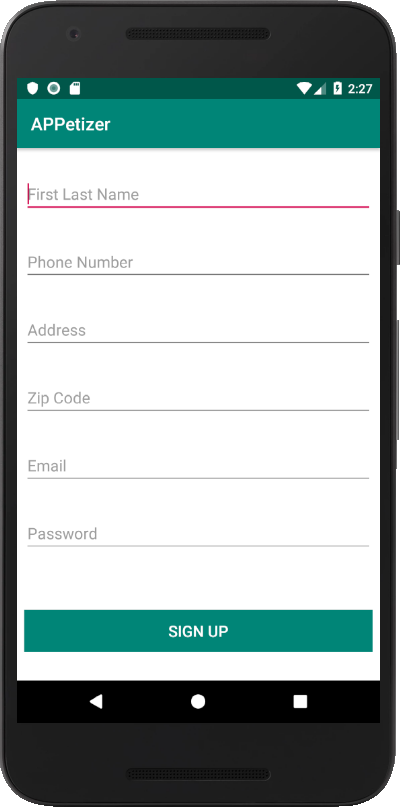 2:27
APPetizer
First Last Name
Phone Number
Address
Zip Code
Email
Password
SIGN UP